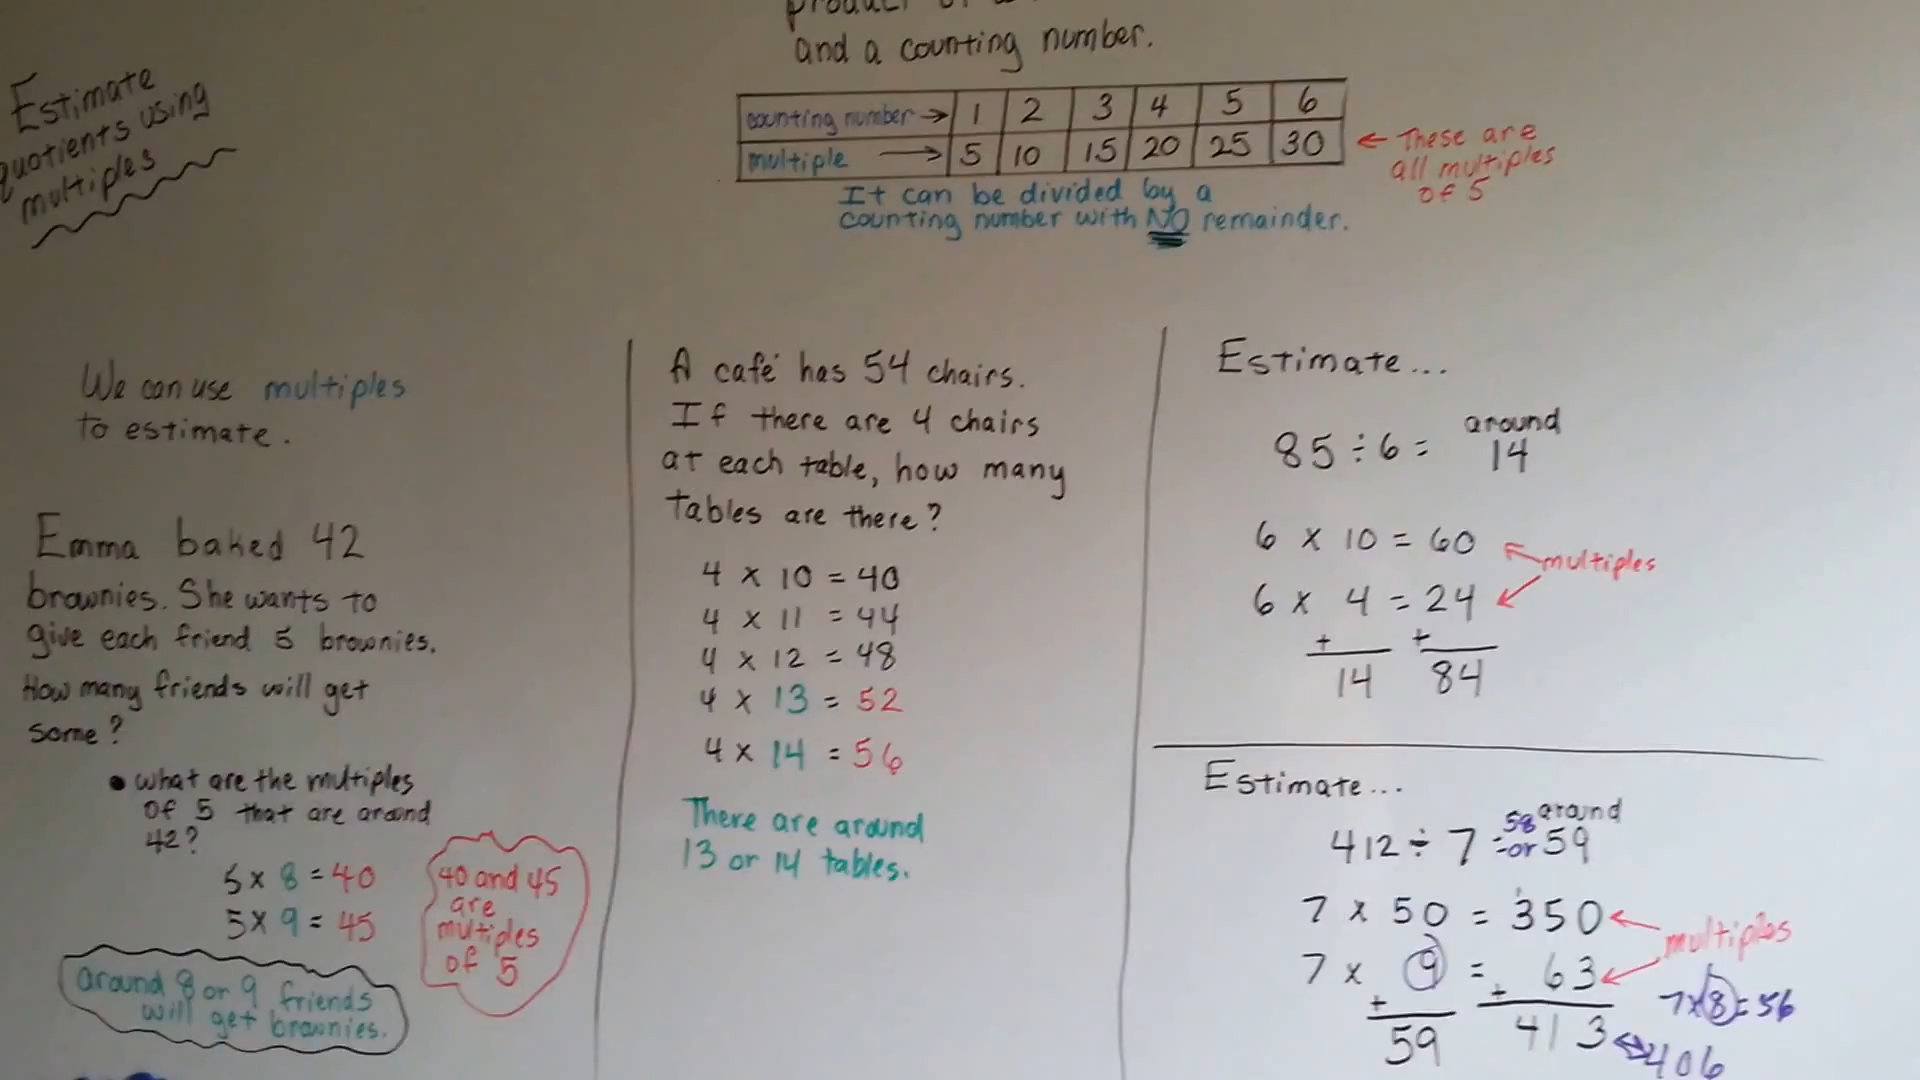 Estimate
quotients using
multiples
product of a
and a counting number.
counting number → 1 2 3 4 5 6
multiple → 5 10 15 20 25 30
← These are
all multiples
of 5
It can be divided by a
counting number with NO remainder.
We can use multiples
to estimate.
Emma baked 42
brownies. She wants to
give each friend 5 brownies.
How many friends will get
some?
• what are the multiples
of 5 that are around
42?
5 x 8 = 40
5 x 9 = 45
40 and 45
are
multiples
of 5
around 8 or 9 friends
will get brownies.
A café has 54 chairs.
If there are 4 chairs
at each table, how many
tables are there?
4 x 10 = 40
4 x 11 = 44
4 x 12 = 48
4 x 13 = 52
4 x 14 = 56
There are around
13 or 14 tables.
Estimate...
around
85 ÷ 6 = 14
6 x 10 = 60
multiples
6 x 4 = 24
+ +
14 84
Estimate...
around
58
412 ÷ 7 = or 59
7 x 50 = 350
multiples
7 x 9 = 63
+ +
7 x 8 = 56
59 413
406